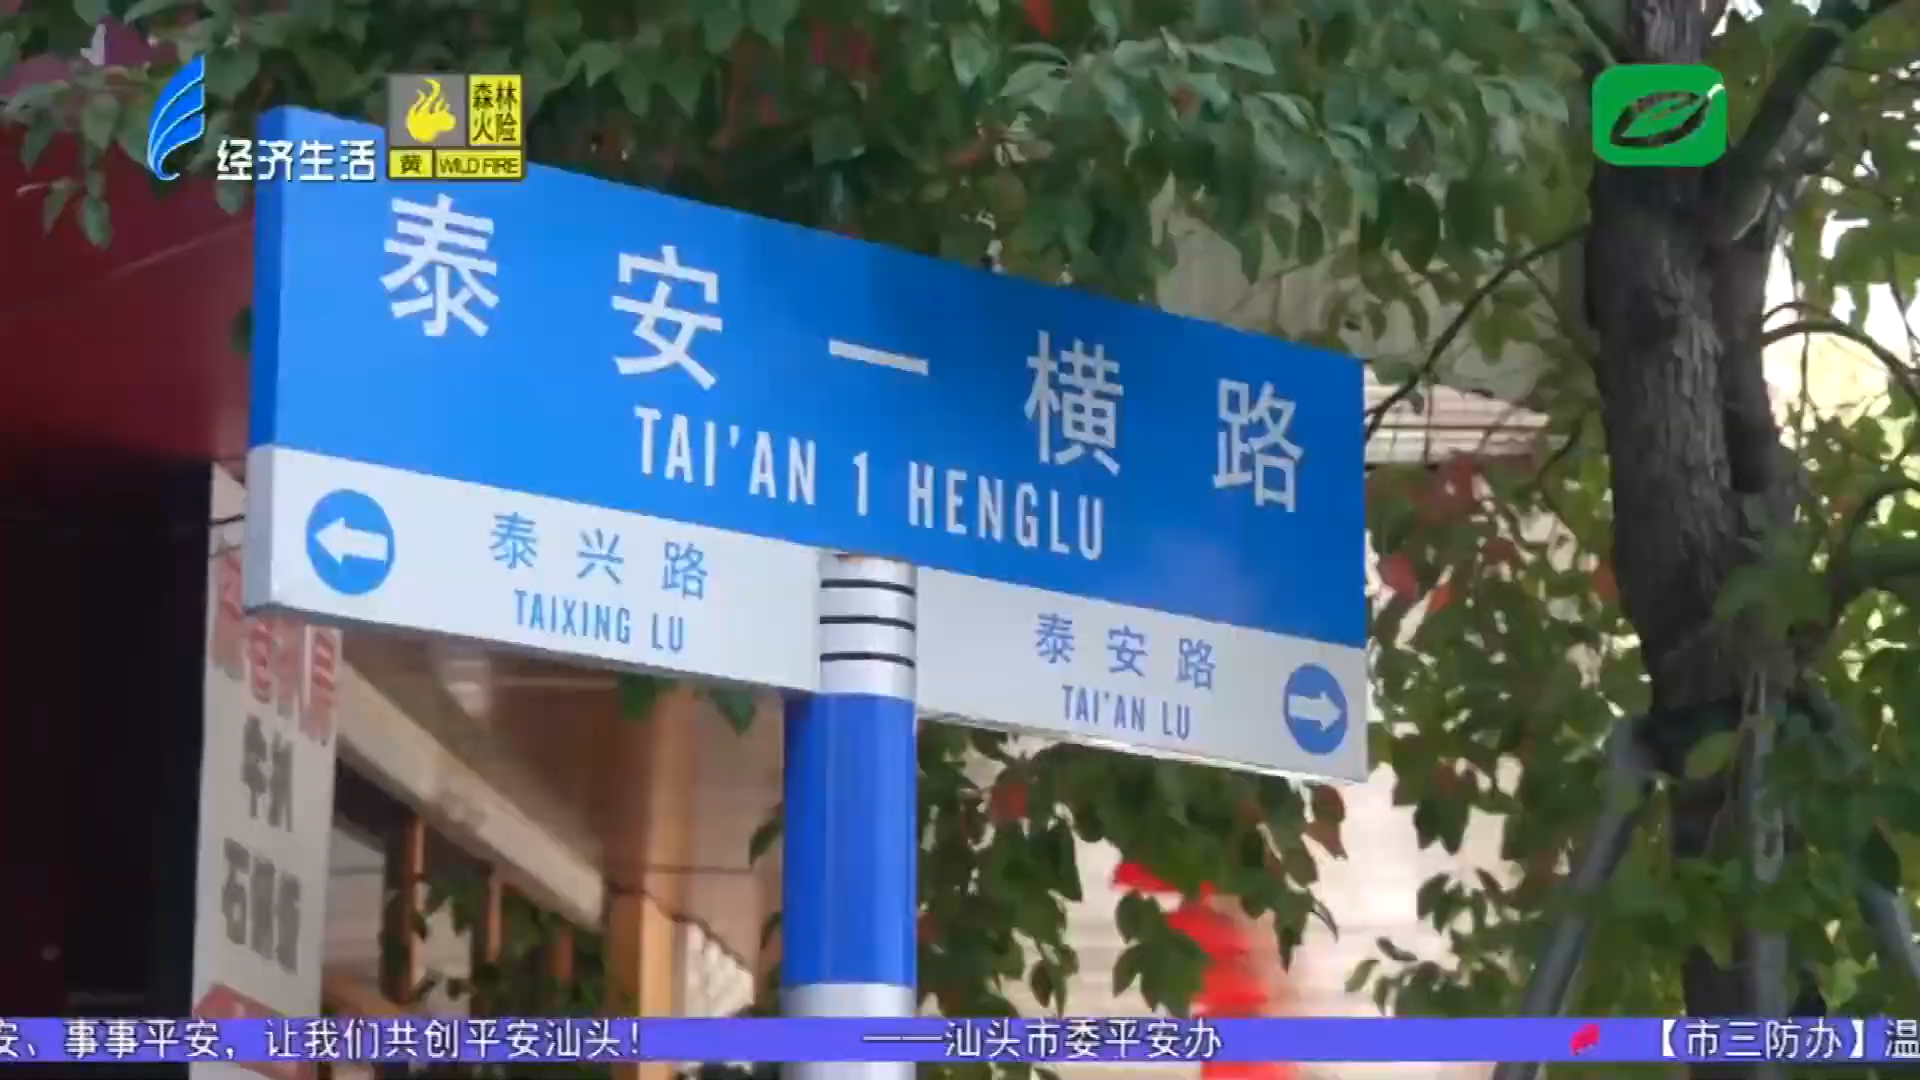 经济生活
森林
火险
黄 WILD FIRE
泰安一横路
TAI'AN 1 HENGLU
泰兴路
TAIXING LU
泰安路
TAI'AN LU
安、事事平安，让我们共创平安汕头！ ——汕头市委平安办 【市三防办】温